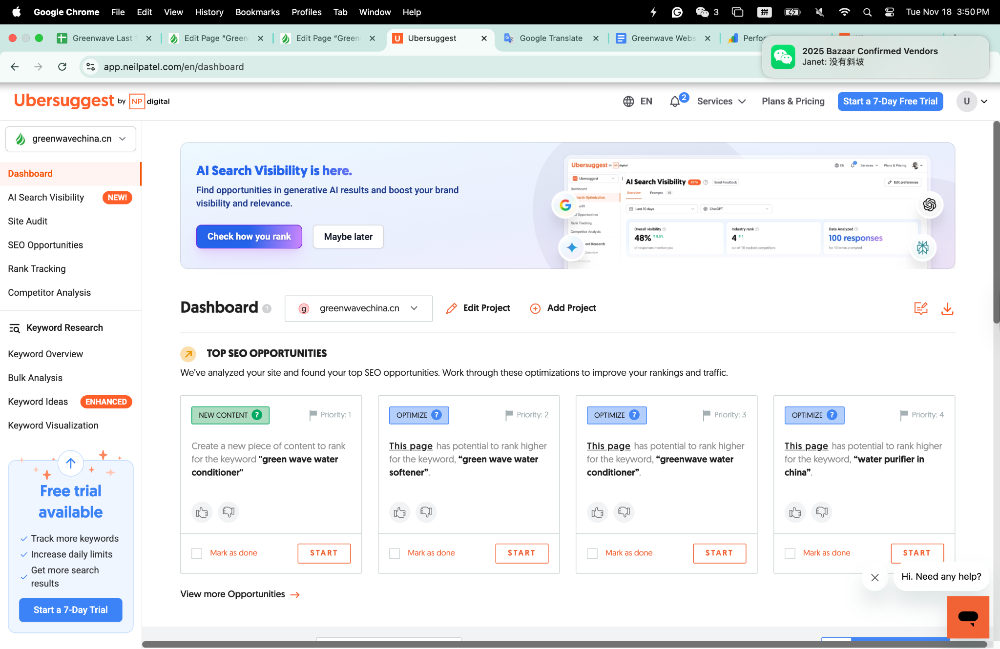 Google Chrome File Edit View History Bookmarks Profiles Tab Window Help
3 拼 Tue Nov 18 3:50 PM
Greenwave Last 1
Edit Page “Green
Edit Page “Green
Ubersuggest
Google Translate
Greenwave Webs
Perfor
2025 Bazaar Confirmed Vendors
Janet: 没有斜坡
app.neilpatel.com/en/dashboard
Ubersuggest by NP digital
EN 2 Services Plans & Pricing Start a 7-Day Free Trial U
greenwavechina.cn
Dashboard
AI Search Visibility NEW!
Site Audit
SEO Opportunities
Rank Tracking
Competitor Analysis
Keyword Research
Keyword Overview
Bulk Analysis
Keyword Ideas ENHANCED
Keyword Visualization
Free trial
available
Track more keywords
Increase daily limits
Get more search
results
Start a 7-Day Trial
AI Search Visibility is here.
Find opportunities in generative AI results and boost your brand
visibility and relevance.
Check how you rank Maybe later
Ubersuggest by NP digital EN Services Plans & Pricing
Ubersuggest
Dashboard
earch Optimization
udit
O Opportunities
Rank Tracking
Competitor Analysis
ord Research
Overview
AI Search Visibility BETA Send Feedback Edit preferences
Overview Prompts 10
Last 30 days ChatGPT
Overall visibility
48% 8.5%
of responses mention you
Industry rank
4 1
out of 10 tracked competitors
Data Analyzed
100 responses
for 10 times prompted
Dashboard ? g greenwavechina.cn Edit Project Add Project
TOP SEO OPPORTUNITIES
We’ve analyzed your site and found your top SEO opportunities. Work through these optimizations to improve your rankings and traffic.
NEW CONTENT ? Priority: 1
Create a new piece of content to rank
for the keyword "green wave water
conditioner"
Mark as done START
OPTIMIZE ? Priority: 2
This page has potential to rank higher
for the keyword, “green wave water
softener”.
Mark as done START
OPTIMIZE ? Priority: 3
This page has potential to rank higher
for the keyword, “greenwave water
conditioner”.
Mark as done START
OPTIMIZE ? Priority: 4
This page has potential to rank higher
for the keyword, “water purifier in
china”.
Mark as done START
View more Opportunities
Hi. Need any help?